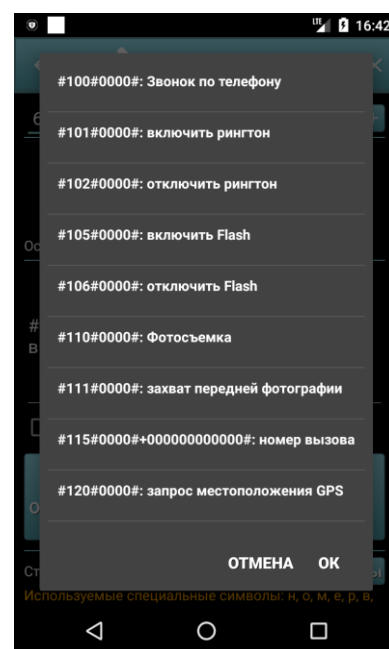 LTE 16:42
#100#0000#: Звонок по телефону
#101#0000#: включить рингтон
#102#0000#: отключить рингтон
#105#0000#: включить Flash
#106#0000#: отключить Flash
#110#0000#: Фотосъемка
#111#0000#: захват передней фотографии
#115#0000#+000000000000#: номер вызова
#120#0000#: запрос местоположения GPS
ОТМЕНА ОК
Используемые специальные символы: н, о, м, е, р, в,